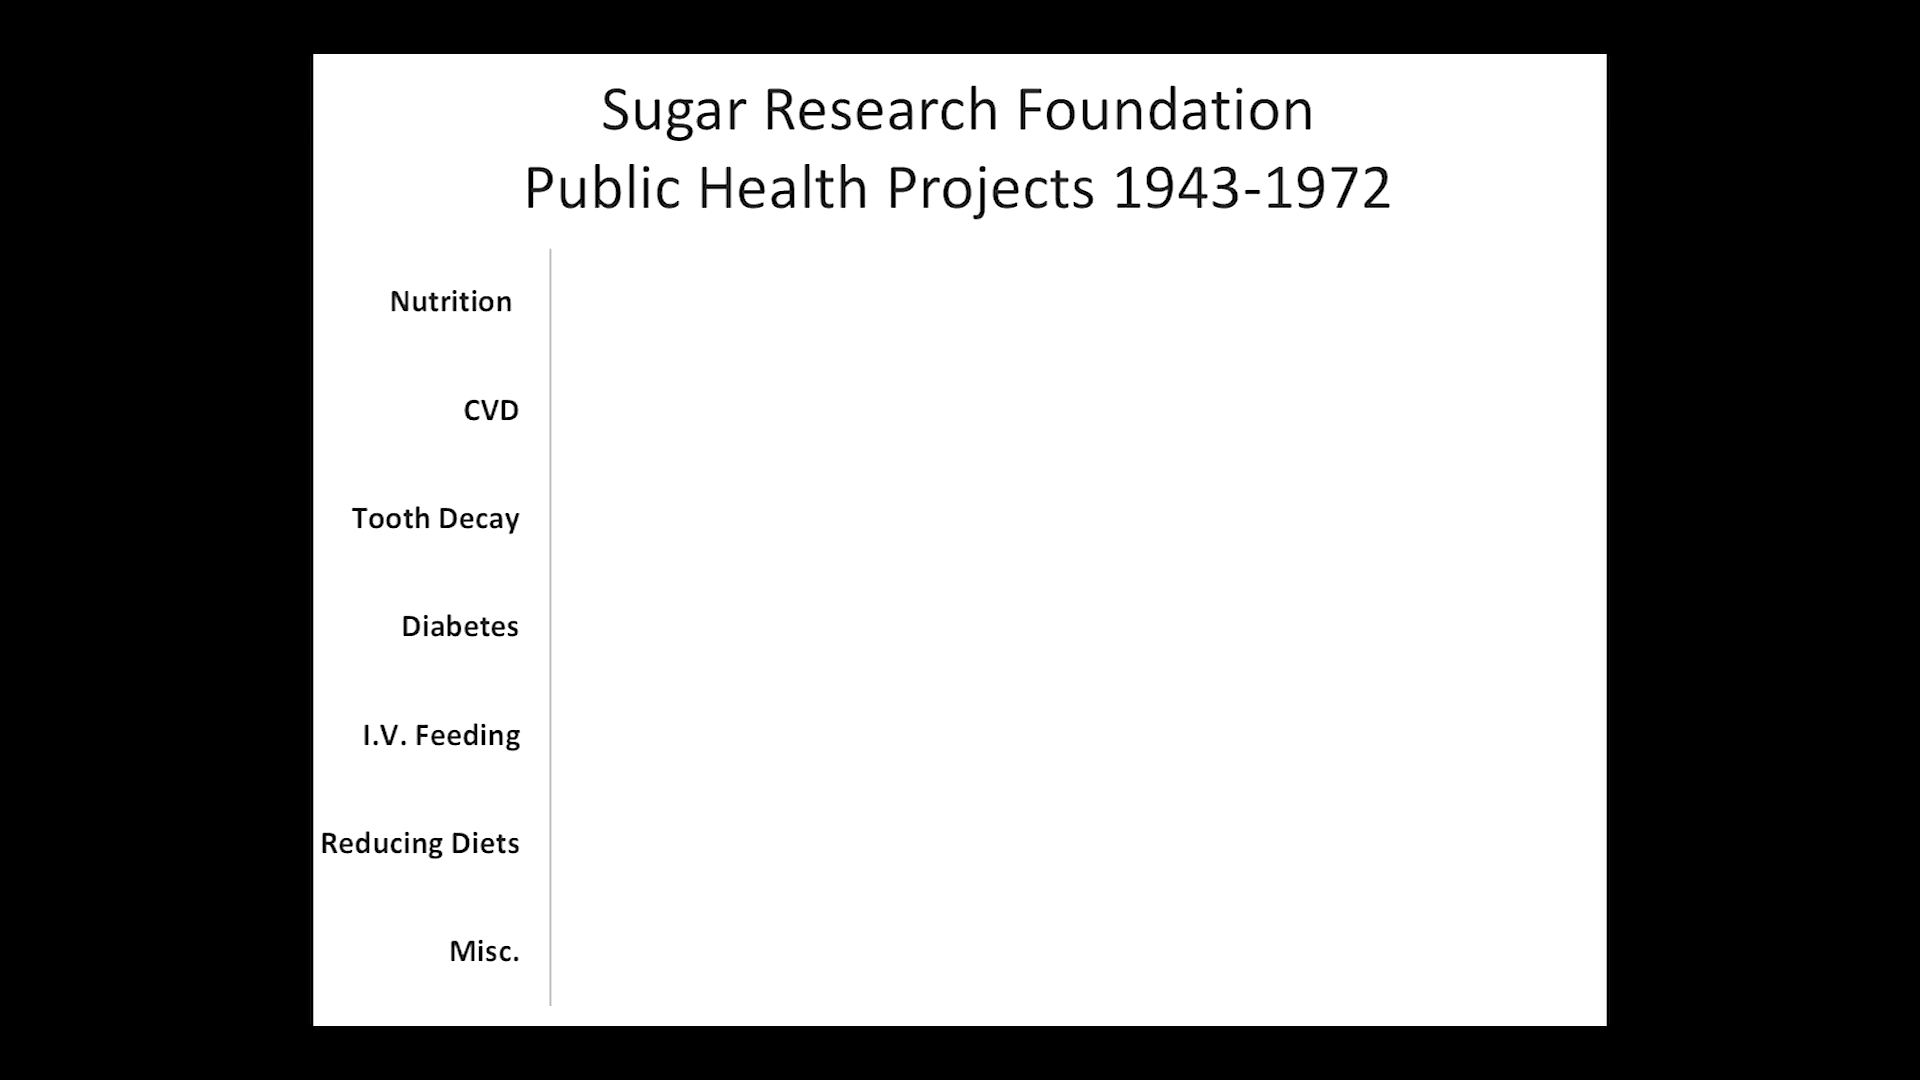 Sugar Research Foundation
Public Health Projects 1943-1972
Nutrition
CVD
Tooth Decay
Diabetes
I.V. Feeding
Reducing Diets
Misc.